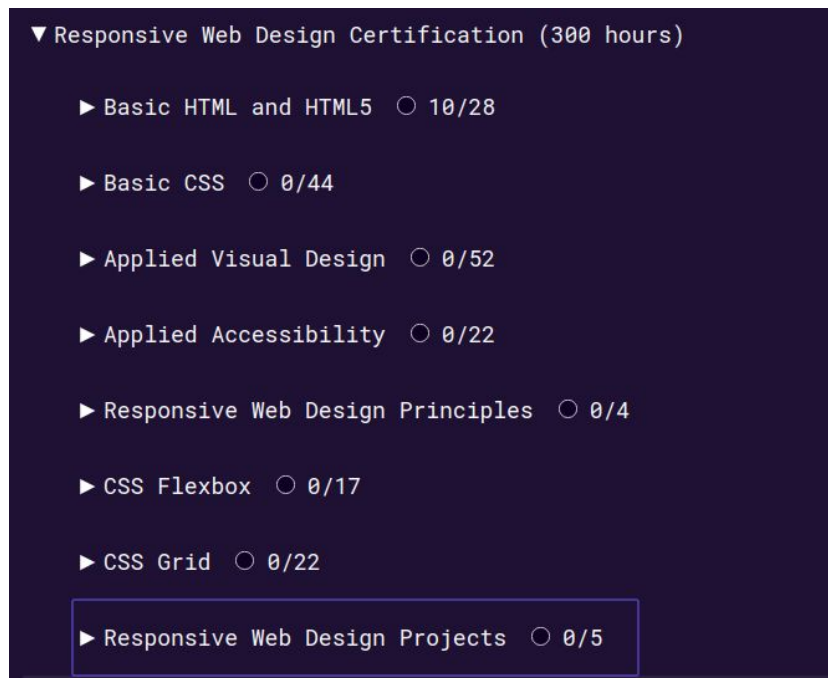 ▼ Responsive Web Design Certification (300 hours)
▶ Basic HTML and HTML5 ○ 10/28
▶ Basic CSS ○ 0/44
▶ Applied Visual Design ○ 0/52
▶ Applied Accessibility ○ 0/22
▶ Responsive Web Design Principles ○ 0/4
▶ CSS Flexbox ○ 0/17
▶ CSS Grid ○ 0/22
▶ Responsive Web Design Projects ○ 0/5